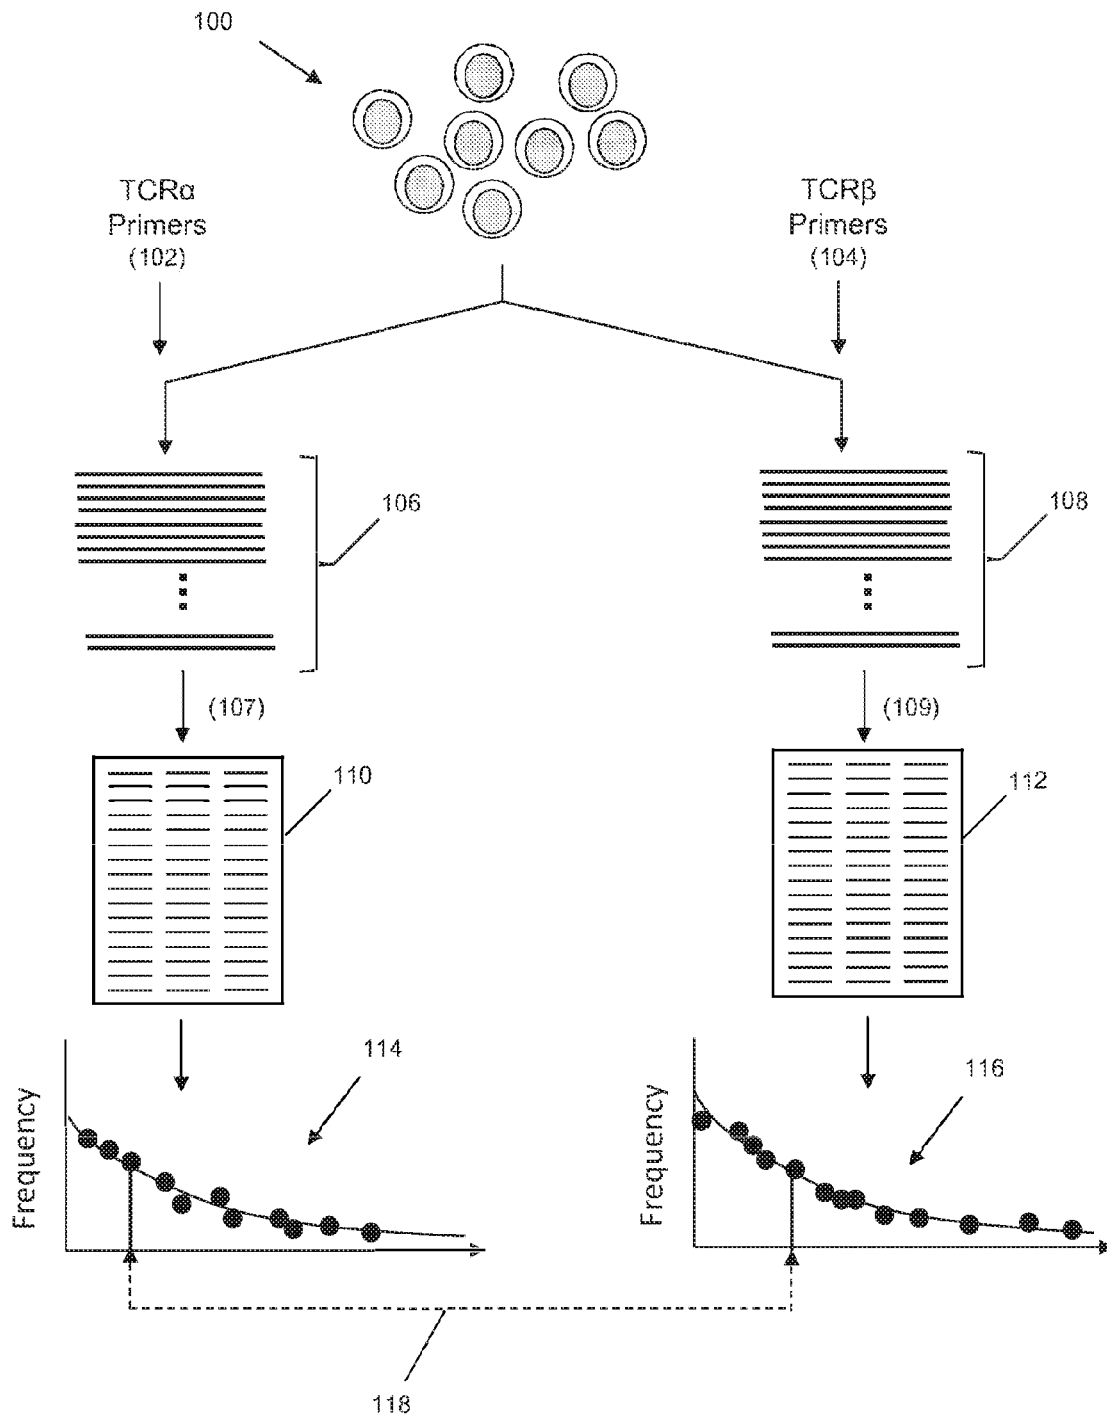 100
TCRα
Primers
(102)
TCRβ
Primers
(104)
106
108
(107)
(109)
110
112
114
116
Frequency
Frequency
118